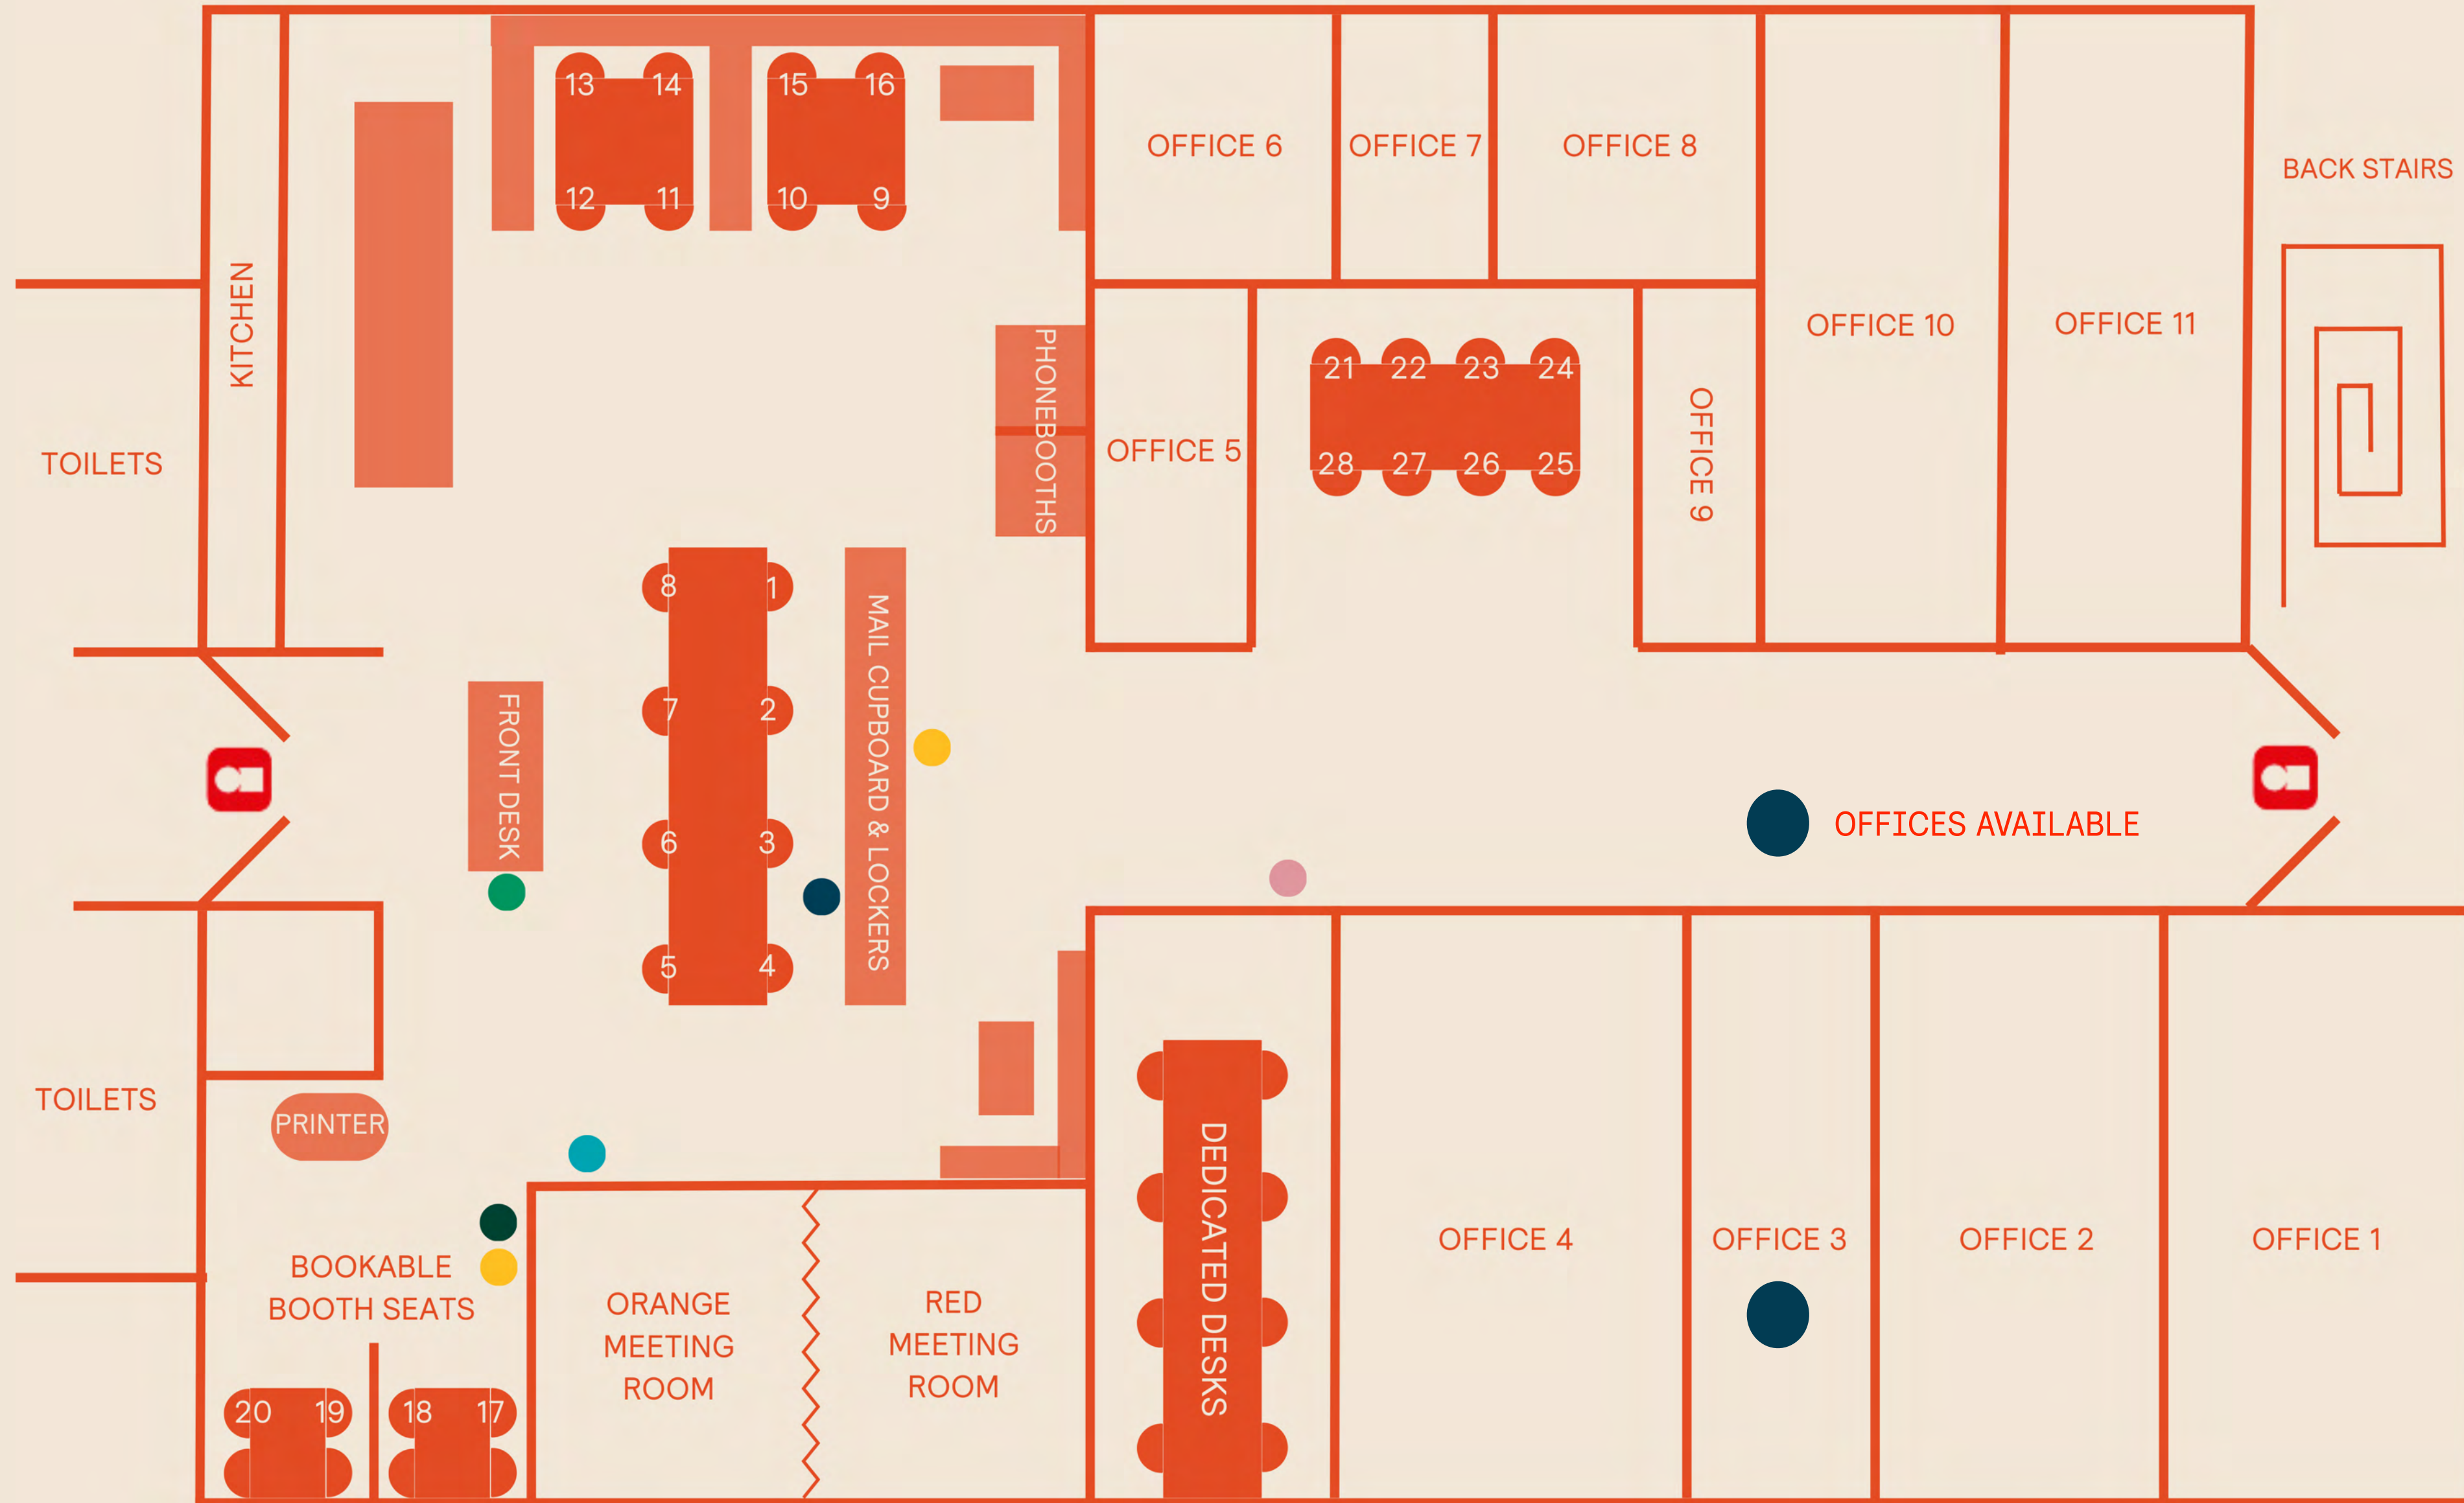 13 14 15 16
12 11 10 9
OFFICE 6
OFFICE 7
OFFICE 8
BACK STAIRS
KITCHEN
TOILETS
PHONEBOOTHS
OFFICE 5
21 22 23 24
28 27 26 25
OFFICE 9
OFFICE 10
OFFICE 11
8 1
7 2
6 3
5 4
FRONT DESK
MAIL CUPBOARD & LOCKERS
OFFICES AVAILABLE
TOILETS
PRINTER
BOOKABLE
BOOTH SEATS
20 19 18 17
ORANGE
MEETING
ROOM
RED
MEETING
ROOM
DEDICATED DESKS
OFFICE 4
OFFICE 3
OFFICE 2
OFFICE 1